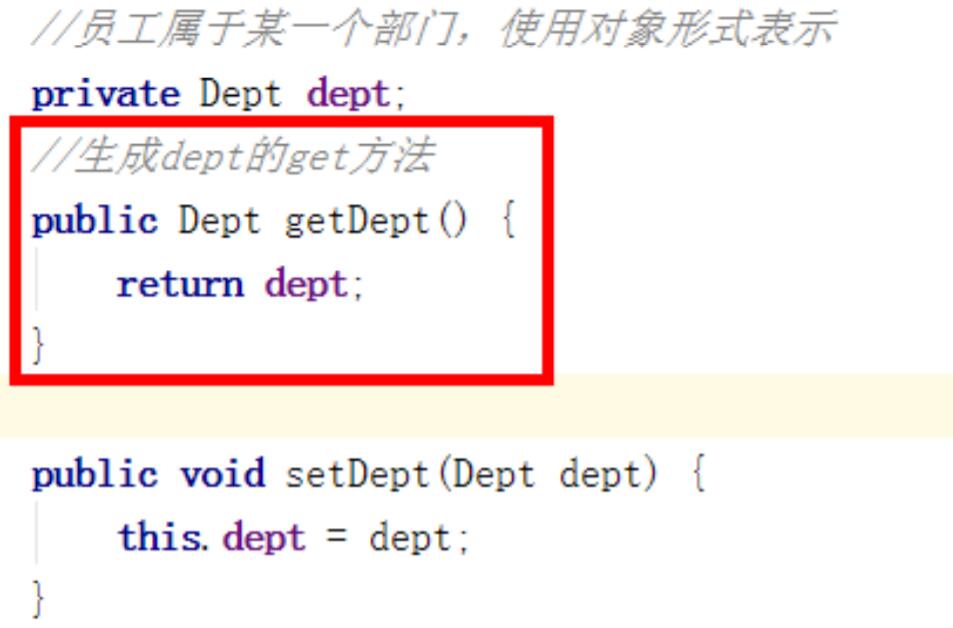 //员工属于某一个部门，使用对象形式表示
private Dept dept;
//生成dept的get方法
public Dept getDept() {
return dept;
}
public void setDept(Dept dept) {
this.dept = dept;
}